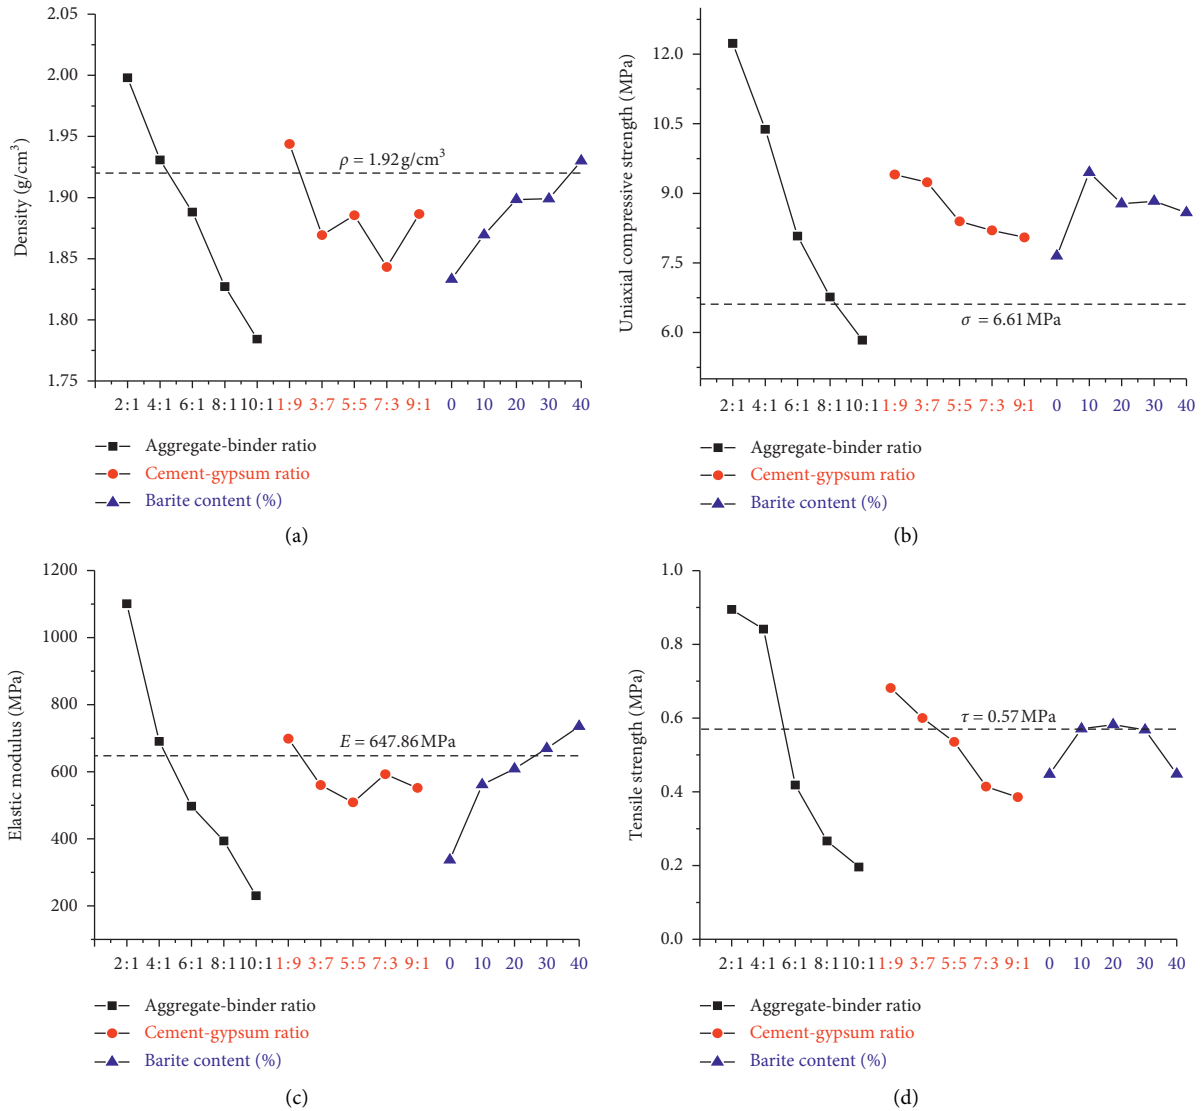 2.05
2.00
1.95
1.90
1.85
1.80
1.75
Density (g/cm³)
ρ = 1.92 g/cm³
2:1 4:1 6:1 8:1 10:1 1:9 3:7 5:5 7:3 9:1 0 10 20 30 40
Aggregate-binder ratio
Cement-gypsum ratio
Barite content (%)
(a)
12.0
10.5
9.0
7.5
6.0
Uniaxial compressive strength (MPa)
σ = 6.61 MPa
2:1 4:1 6:1 8:1 10:1 1:9 3:7 5:5 7:3 9:1 0 10 20 30 40
Aggregate-binder ratio
Cement-gypsum ratio
Barite content (%)
(b)
1200
1000
800
600
400
200
Elastic modulus (MPa)
E = 647.86 MPa
2:1 4:1 6:1 8:1 10:1 1:9 3:7 5:5 7:3 9:1 0 10 20 30 40
Aggregate-binder ratio
Cement-gypsum ratio
Barite content (%)
(c)
1.0
0.8
0.6
0.4
0.2
0.0
Tensile strength (MPa)
τ = 0.57 MPa
2:1 4:1 6:1 8:1 10:1 1:9 3:7 5:5 7:3 9:1 0 10 20 30 40
Aggregate-binder ratio
Cement-gypsum ratio
Barite content (%)
(d)